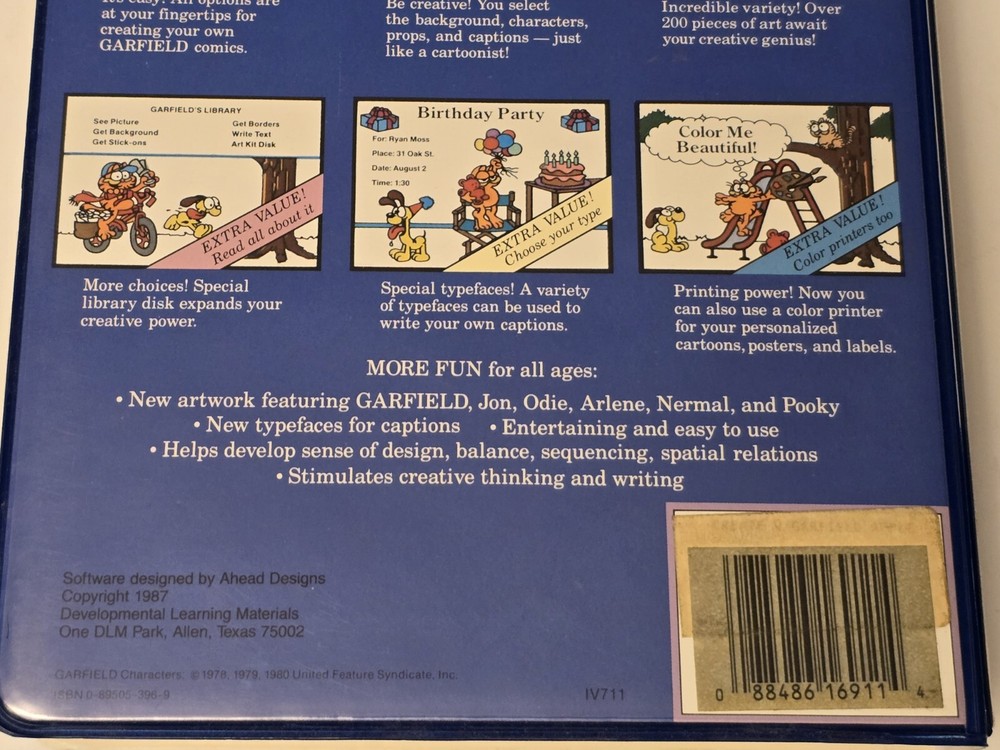 It's easy! All options are
at your fingertips for
creating your own
GARFIELD comics.
Be creative! You select
the background, characters,
props, and captions — just
like a cartoonist!
Incredible variety! Over
200 pieces of art await
your creative genius!
GARFIELD'S LIBRARY
See Picture
Get Background
Get Stick-ons
Get Borders
Write Text
Art Kit Disk
EXTRA VALUE!
Read all about it
Birthday Party
For: Ryan Moss
Place: 31 Oak St.
Date: August 2
Time: 1:30
EXTRA VALUE!
Choose your type
Color Me
Beautiful!
EXTRA VALUE!
Color printers too
More choices! Special
library disk expands your
creative power.
Special typefaces! A variety
of typefaces can be used to
write your own captions.
Printing power! Now you
can also use a color printer
for your personalized
cartoons, posters, and labels.
MORE FUN for all ages:
• New artwork featuring GARFIELD, Jon, Odie, Arlene, Nermal, and Pooky
• New typefaces for captions • Entertaining and easy to use
• Helps develop sense of design, balance, sequencing, spatial relations
• Stimulates creative thinking and writing
Software designed by Ahead Designs
Copyright 1987
Developmental Learning Materials
One DLM Park, Allen, Texas 75002
GARFIELD Characters: © 1978, 1979, 1980 United Feature Syndicate, Inc.
ISBN 0-89505-396-9
IV711
CREATE W GARFIELD APPLE
0 88486 16911 4